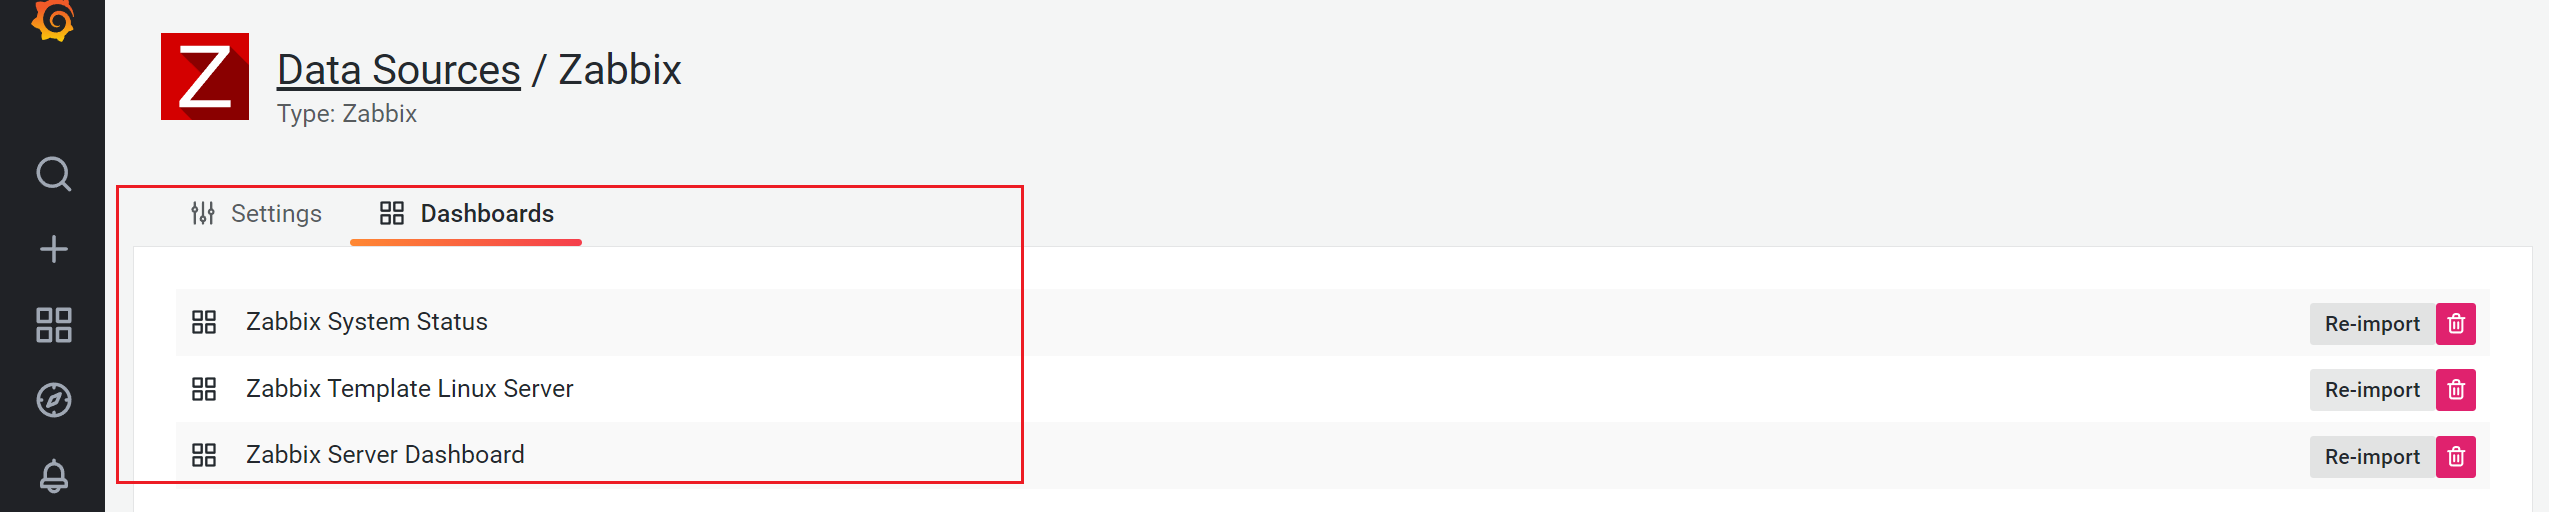 Z
Data Sources / Zabbix
Type: Zabbix
Settings Dashboards
Zabbix System Status Re-import
Zabbix Template Linux Server Re-import
Zabbix Server Dashboard Re-import